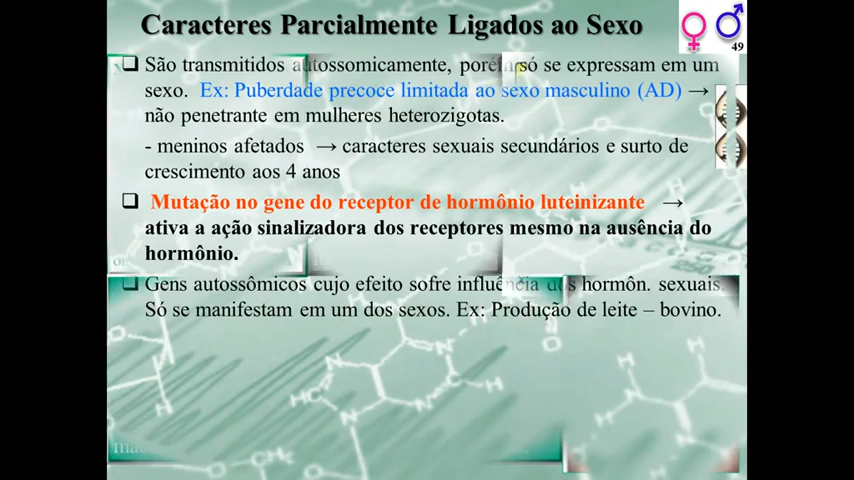 Caracteres Parcialmente Ligados ao Sexo
49
São transmitidos autossomicamente, porém só se expressam em um
sexo. Ex: Puberdade precoce limitada ao sexo masculino (AD) →
não penetrante em mulheres heterozigotas.
- meninos afetados → caracteres sexuais secundários e surto de
crescimento aos 4 anos
Mutação no gene do receptor de hormônio luteinizante →
ativa a ação sinalizadora dos receptores mesmo na ausência do
hormônio.
Gens autossômicos cujo efeito sofre influência dos hormôn. sexuais.
Só se manifestam em um dos sexos. Ex: Produção de leite – bovino.